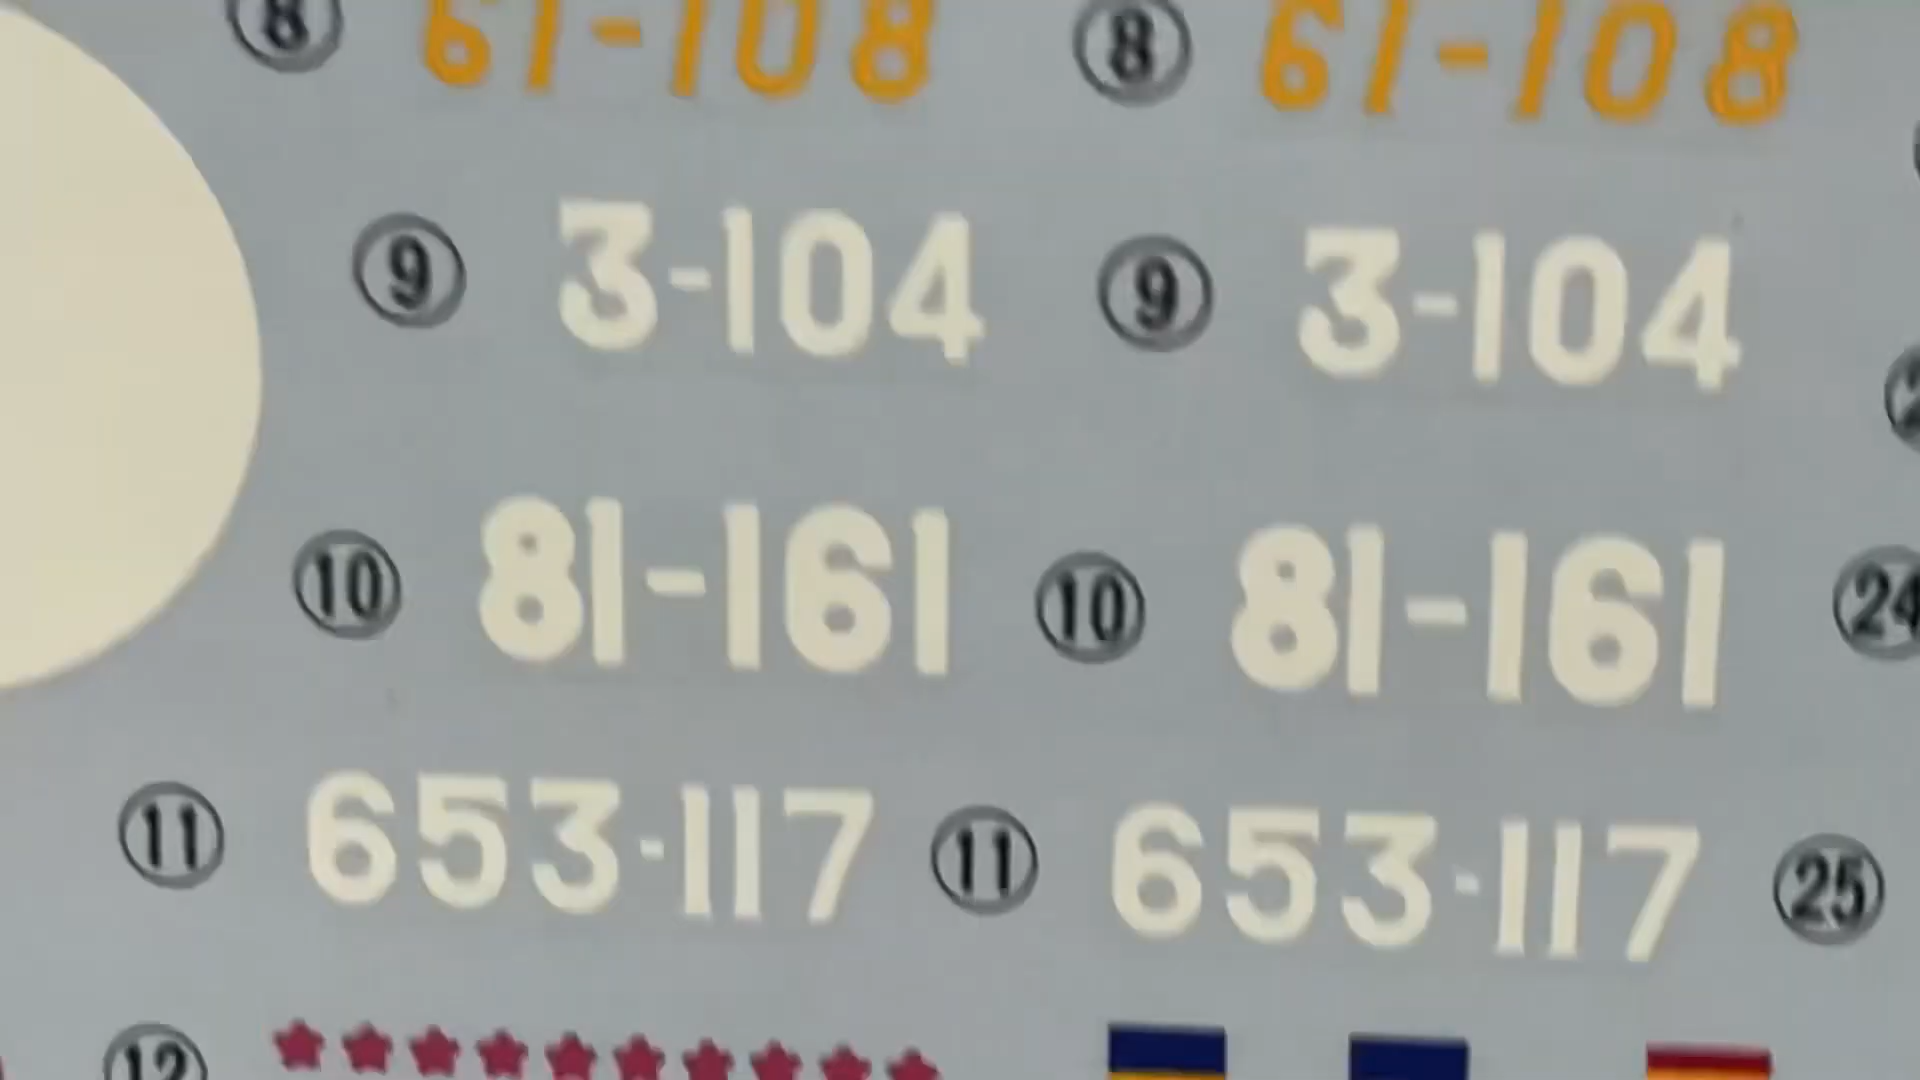 ⑧ 61-108 ⑧ 61-108
⑨ 3-104 ⑨ 3-104
⑩ 81-161 ⑩ 81-161 ㉔
⑪ 653-117 ⑪ 653-117 ㉕
⑫